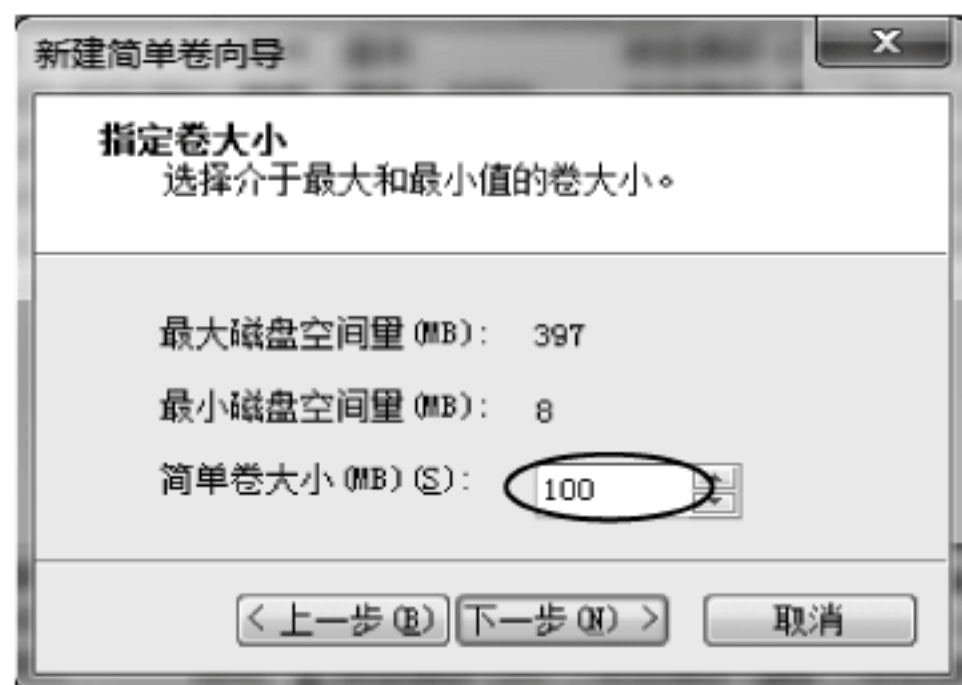 新建简单卷向导
指定卷大小
选择介于最大和最小值的卷大小。
最大磁盘空间量(MB): 397
最小磁盘空间量(MB): 8
简单卷大小(MB)(S): 100
< 上一步(B) 下一步(N) > 取消